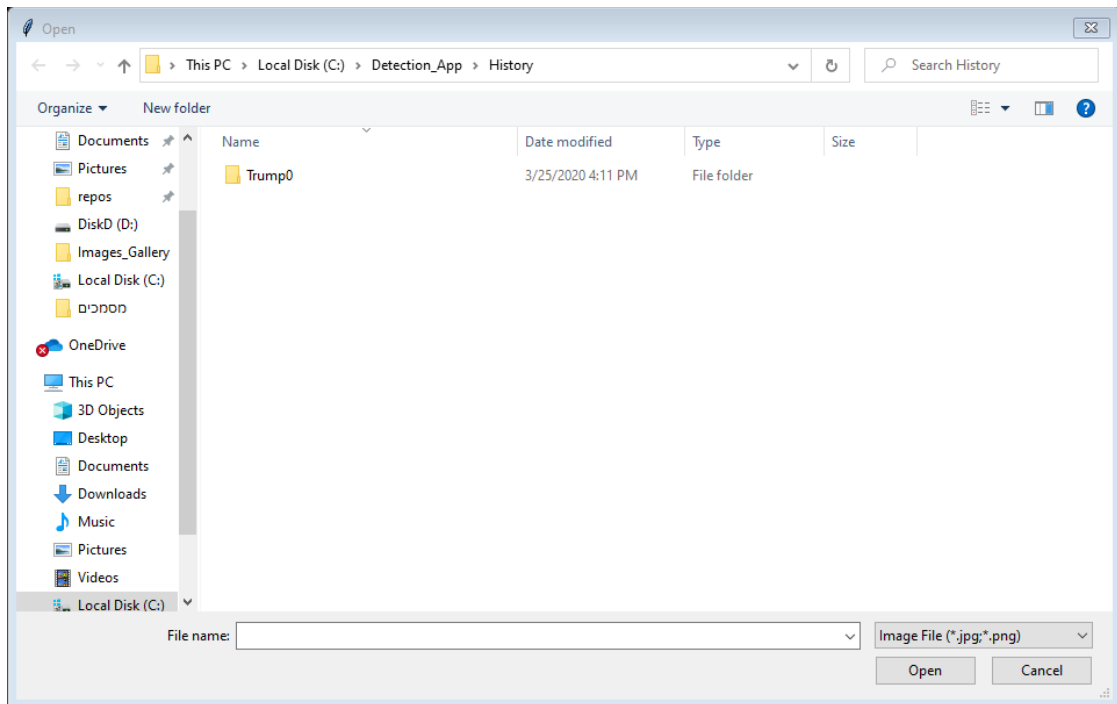 Open
This PC > Local Disk (C:) > Detection_App > History
Search History
Organize
New folder
Name
Date modified
Type
Size
Trump0
3/25/2020 4:11 PM
File folder
Documents
Pictures
repos
DiskD (D:)
Images_Gallery
Local Disk (C:)
מסמכים
OneDrive
This PC
3D Objects
Desktop
Documents
Downloads
Music
Pictures
Videos
Local Disk (C:)
File name:
Image File (*.jpg;*.png)
Open
Cancel